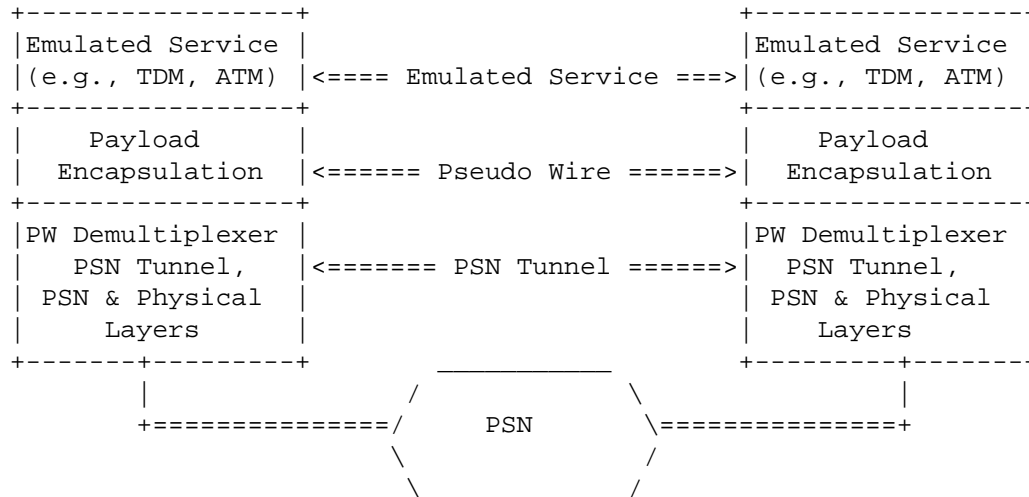 +-----------------+                           +------------------
|Emulated Service |                           |Emulated Service
|(e.g., TDM, ATM) |<==== Emulated Service ===>|(e.g., TDM, ATM)
+-----------------+                           +------------------
|     Payload     |                           |     Payload
|  Encapsulation  |<====== Pseudo Wire ======>|  Encapsulation
+-----------------+                           +------------------
|PW Demultiplexer |                           |PW Demultiplexer
|   PSN Tunnel,   |<======= PSN Tunnel ======>|  PSN Tunnel,
| PSN & Physical  |                           | PSN & Physical
|     Layers      |                           |    Layers
+-------+---------+        ___________        +---------+--------
        |                 /           \                 |
        +===============/     PSN      \===============+
                        \              /
                         \            /